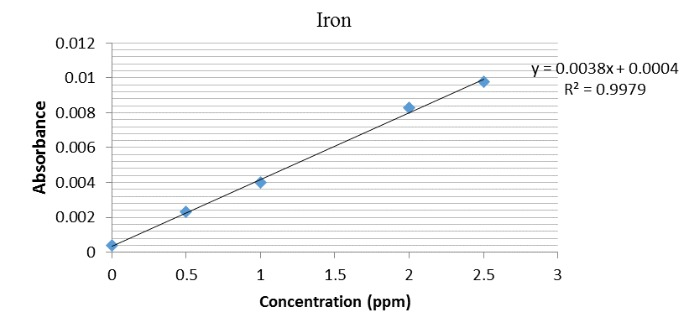 Iron
0.012
0.01
0.008
0.006
0.004
0.002
0
Absorbance
y = 0.0038x + 0.0004
R² = 0.9979
0 0.5 1 1.5 2 2.5 3
Concentration (ppm)